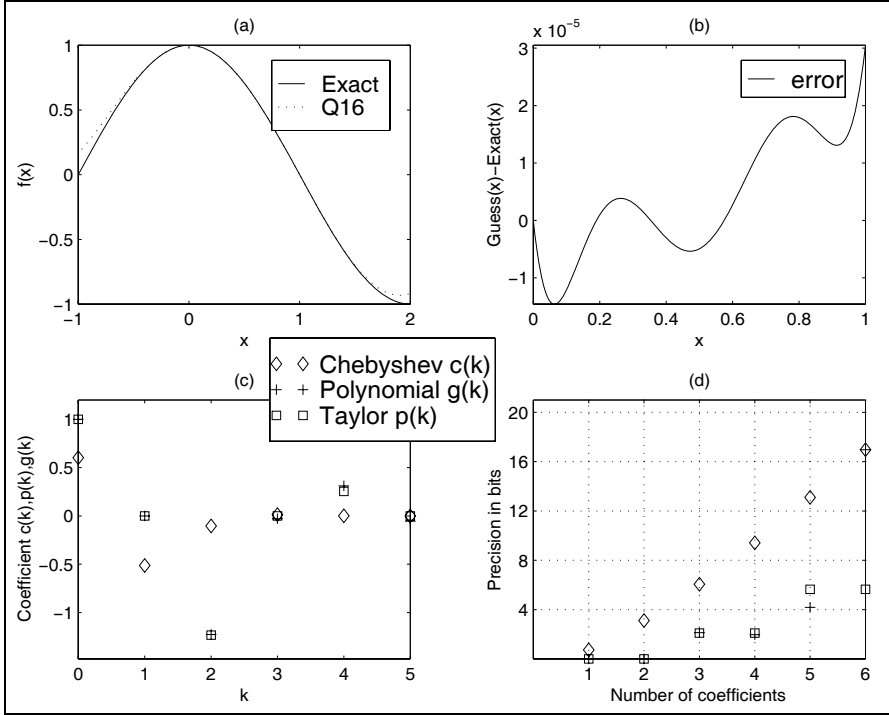 (a)
1
0.5
0
−0.5
−1
−1
0
1
2
x
f(x)
Exact
Q16
(b)
x 10⁻⁵
3
2
1
0
−1
0
0.2
0.4
0.6
0.8
1
x
Guess(x)−Exact(x)
error
(c)
1
0.5
0
−0.5
−1
0
1
2
3
4
5
k
Coefficient c(k),p(k),g(k)
Chebyshev c(k)
Polynomial g(k)
Taylor p(k)
(d)
20
16
12
8
4
1
2
3
4
5
6
Number of coefficients
Precision in bits